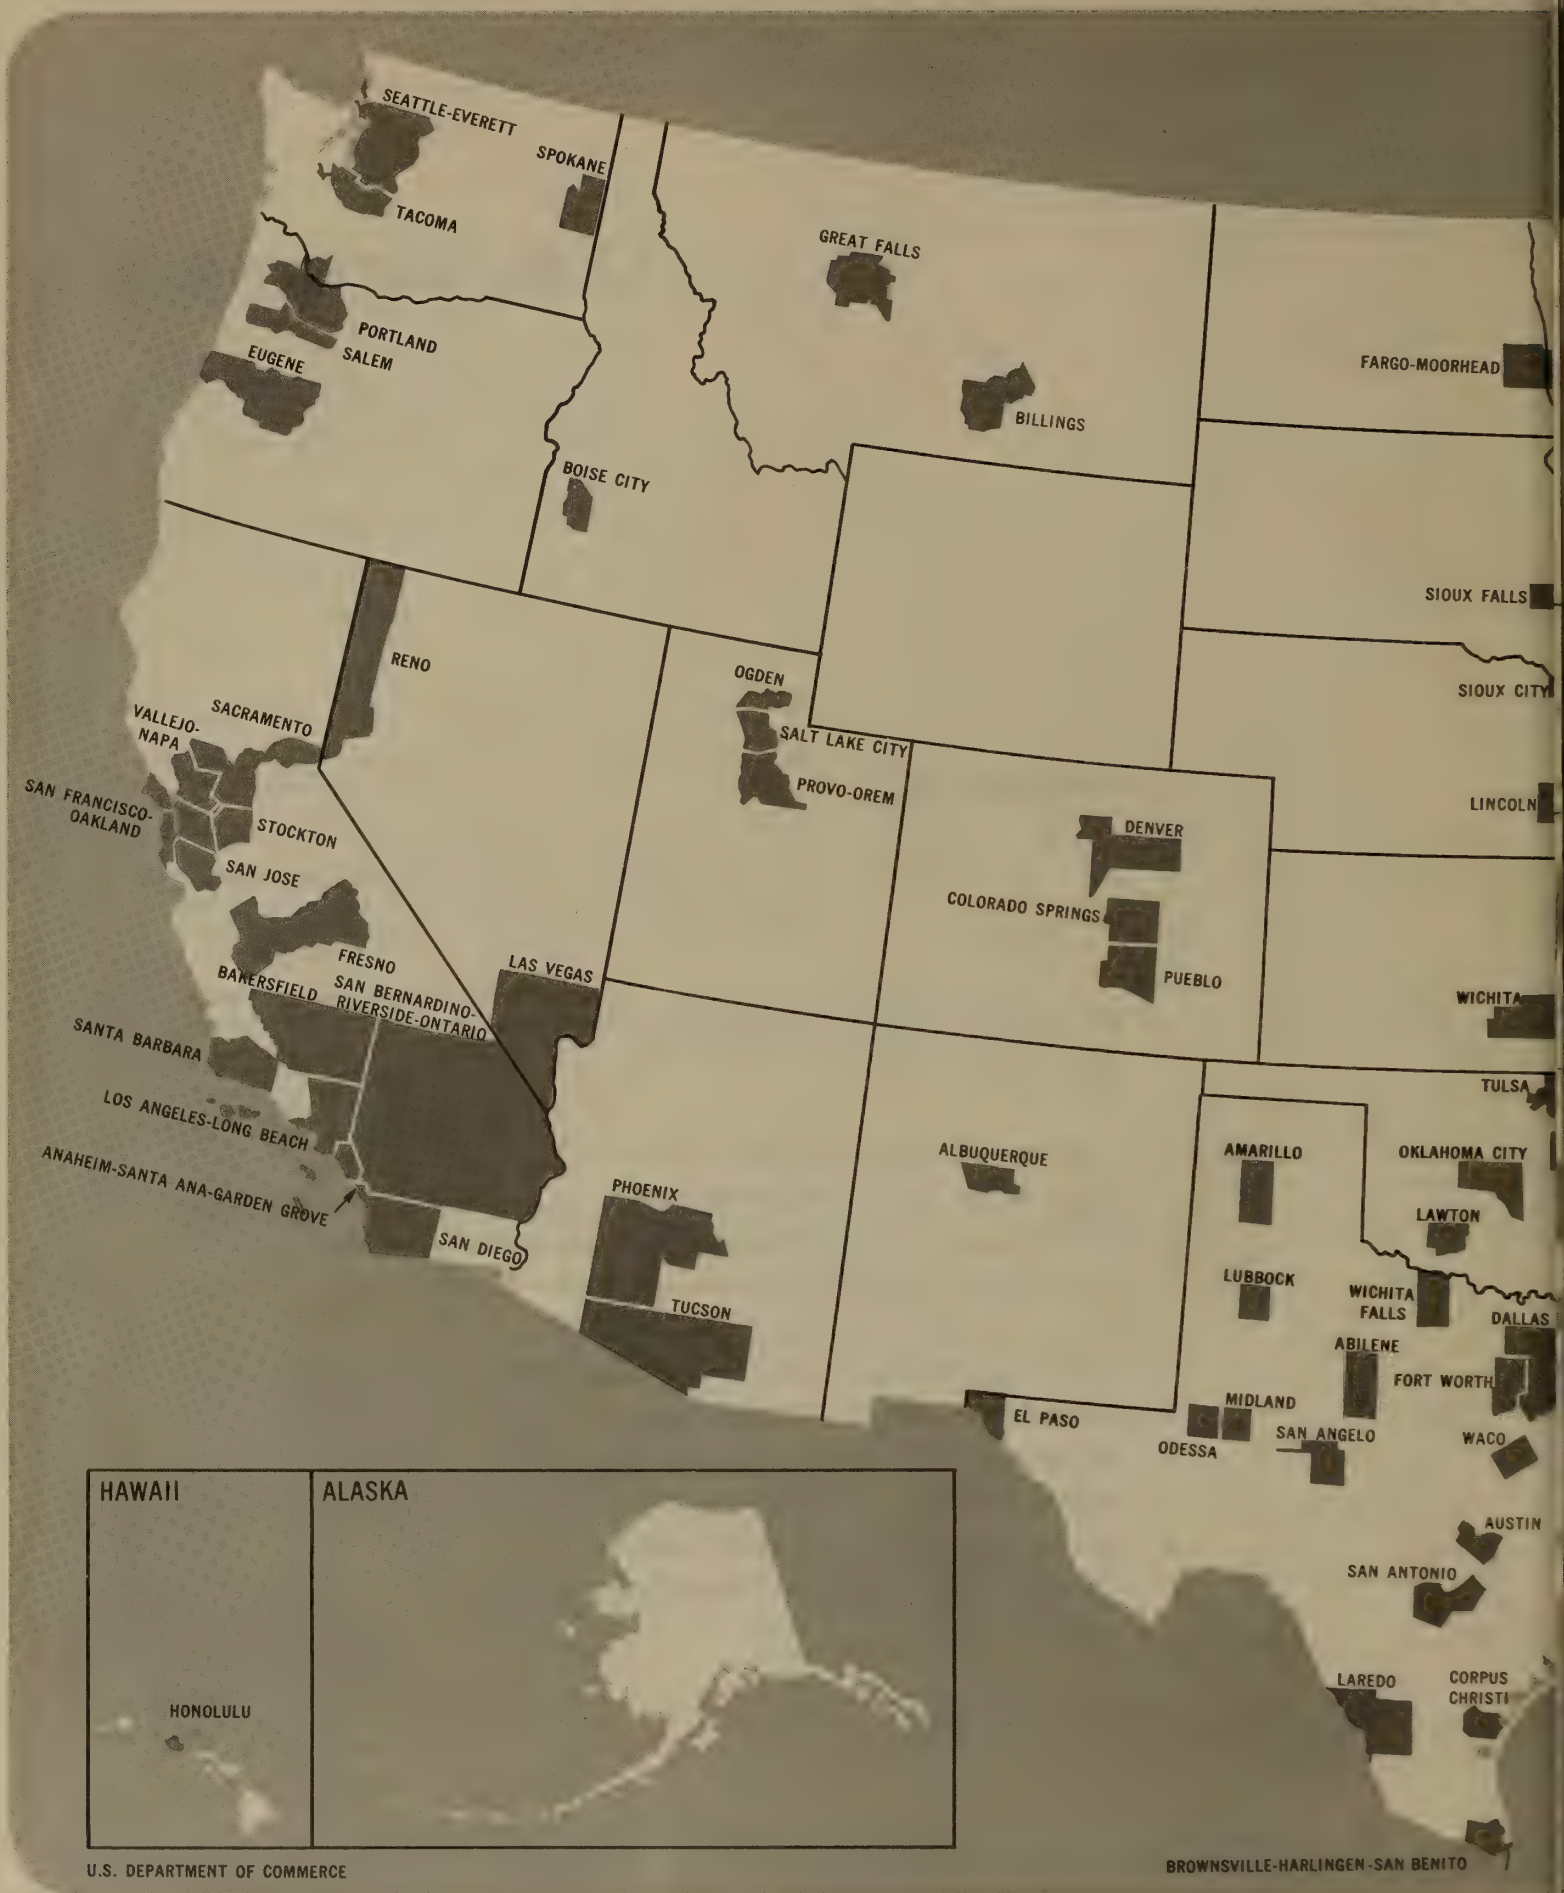 SEATTLE-EVERETT
SPOKANE
TACOMA
GREAT FALLS
PORTLAND
SALEM
EUGENE
FARGO-MOORHEAD
BILLINGS
BOISE CITY
SIOUX FALLS
RENO
OGDEN
SIOUX CITY
SACRAMENTO
VALLEJO-
NAPA
SALT LAKE CITY
PROVO-OREM
SAN FRANCISCO-
OAKLAND
LINCOLN
STOCKTON
DENVER
SAN JOSE
COLORADO SPRINGS
FRESNO
LAS VEGAS
PUEBLO
BAKERSFIELD
SAN BERNARDINO-
RIVERSIDE-ONTARIO
WICHITA
SANTA BARBARA
TULSA
LOS ANGELES-LONG BEACH
ALBUQUERQUE
AMARILLO
OKLAHOMA CITY
ANAHEIM-SANTA ANA-GARDEN GROVE
PHOENIX
LAWTON
SAN DIEGO
LUBBOCK
WICHITA
FALLS
TUCSON
DALLAS
ABILENE
FORT WORTH
MIDLAND
EL PASO
ODESSA
SAN ANGELO
WACO
HAWAII
ALASKA
AUSTIN
SAN ANTONIO
LAREDO
CORPUS
CHRISTI
HONOLULU
U.S. DEPARTMENT OF COMMERCE
BROWNSVILLE-HARLINGEN-SAN BENITO